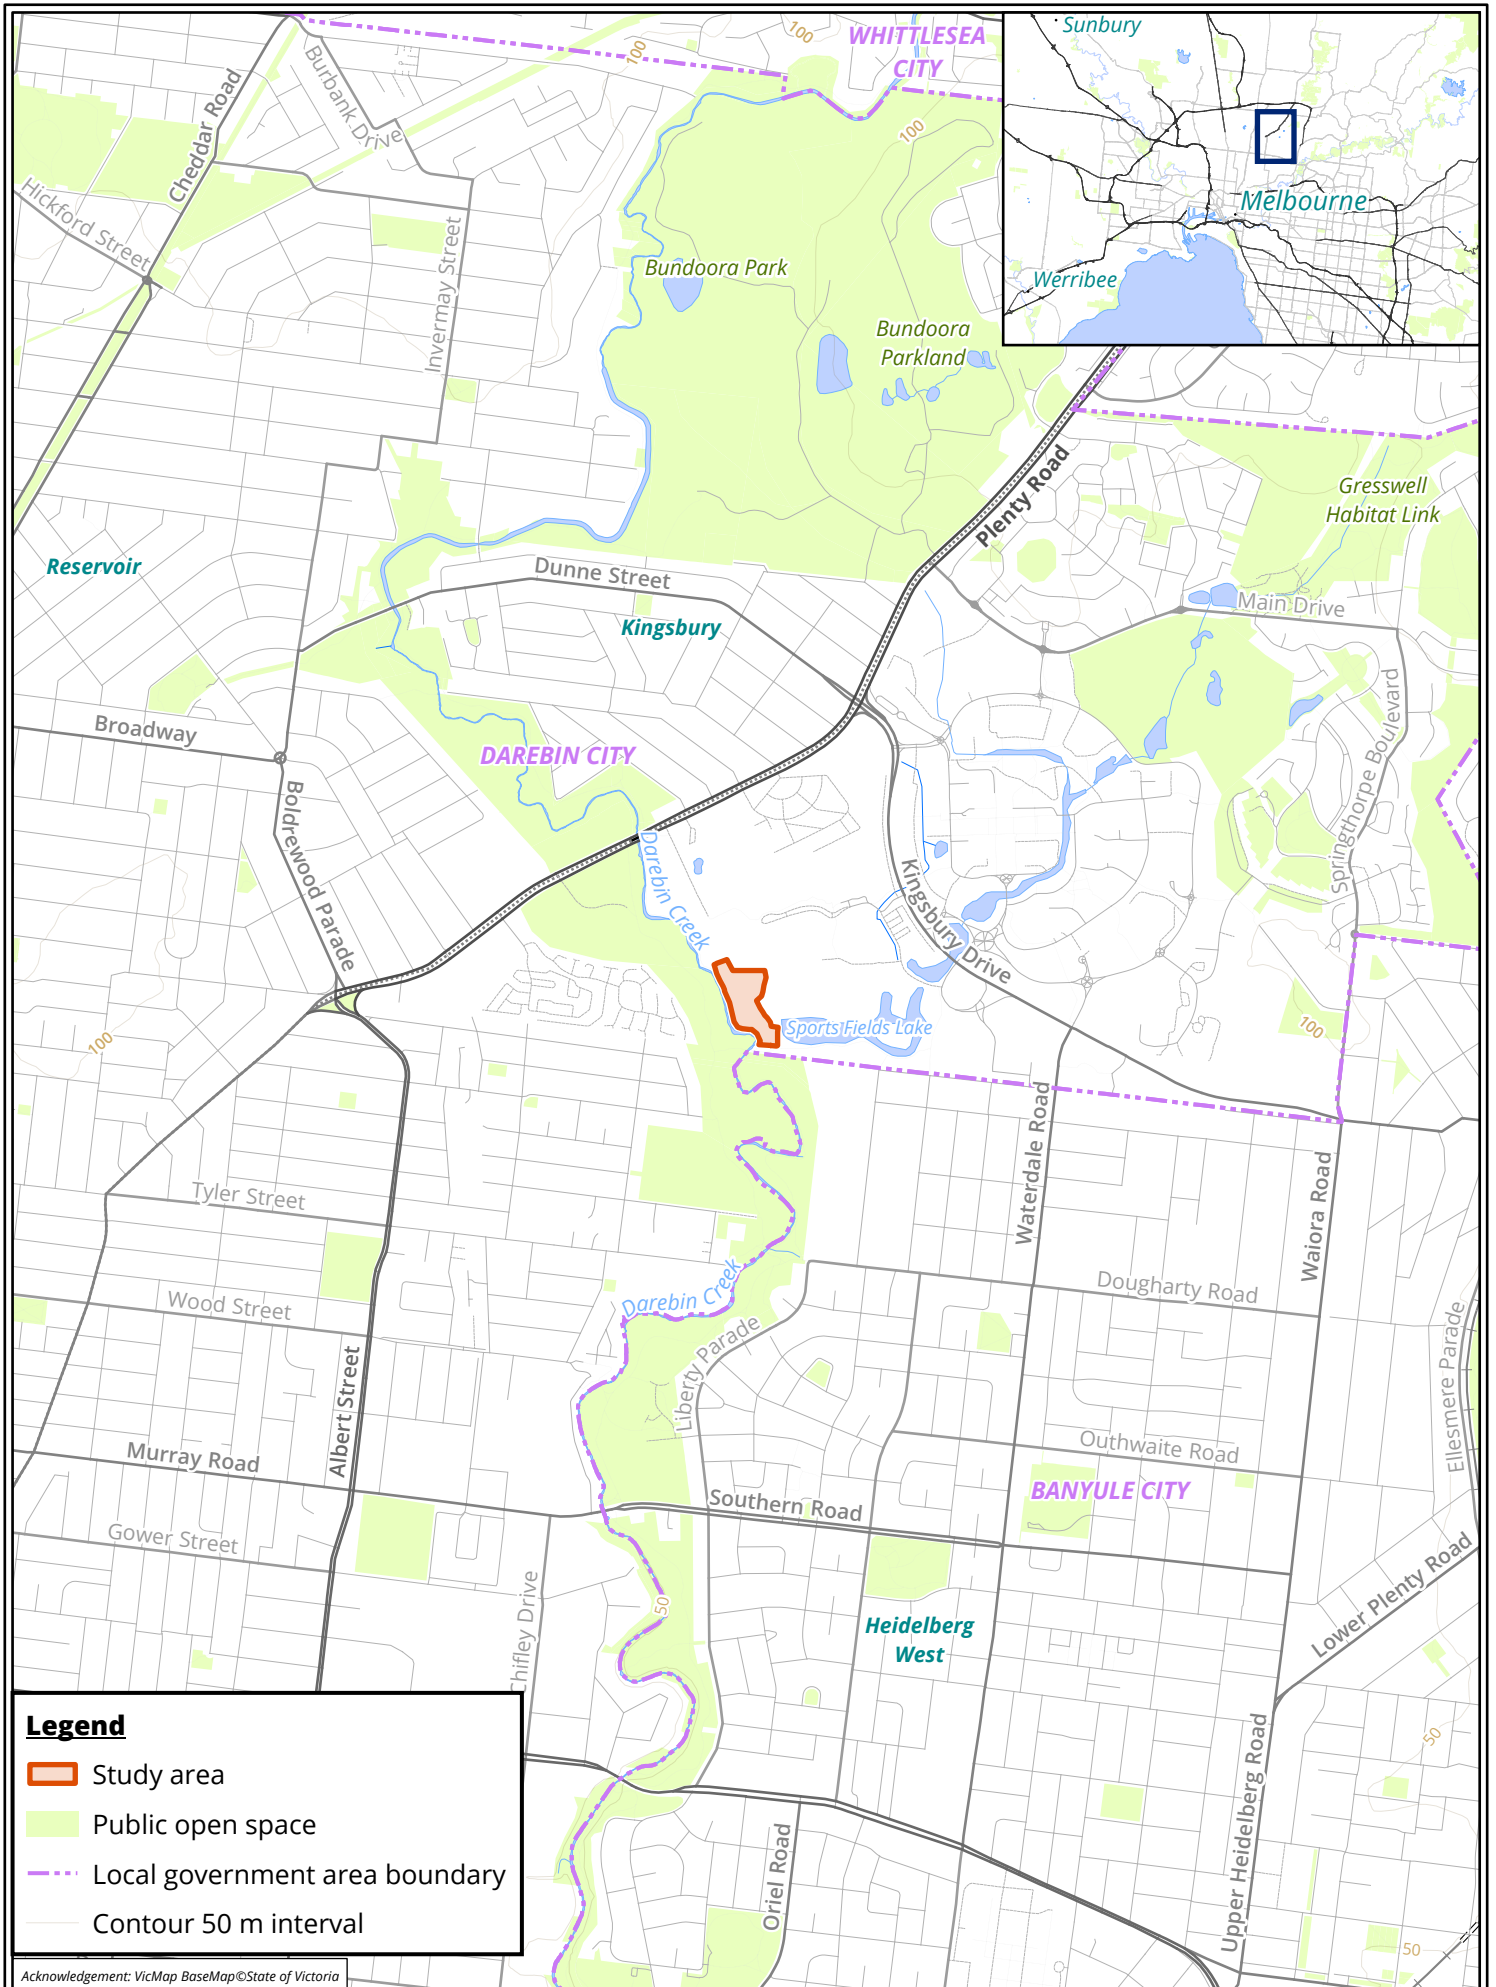 WHITTLESEA
CITY
100
100
100
Sunbury
Melbourne
Werribee
Burbank Drive
Cheddar Road
Hickford Street
Invermay Street
Bundoora Park
Bundoora
Parkland
Plenty Road
Gresswell
Habitat Link
Reservoir
Dunne Street
Kingsbury
Main Drive
Springthorpe Boulevard
Broadway
DAREBIN CITY
Boldrewood Parade
Darebin Creek
Kingsbury Drive
Sports Fields Lake
100
100
Waterdale Road
Waiora Road
Tyler Street
Wood Street
Darebin Creek
Dougharty Road
Liberty Parade
Ellesmere Parade
Albert Street
Murray Road
Outhwaite Road
BANYULE CITY
Southern Road
Gower Street
Lower Plenty Road
Chifley Drive
50
Heidelberg
West
Upper Heidelberg Road
50
Oriel Road
50
Legend
Study area
Public open space
Local government area boundary
Contour 50 m interval
Acknowledgement: VicMap BaseMap©State of Victoria